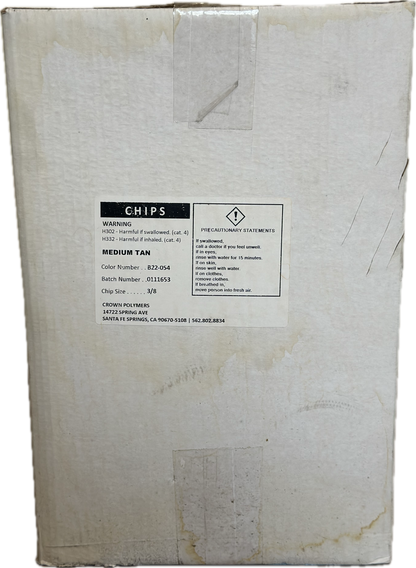 CHIPS
WARNING
H302 - Harmful if swallowed. (cat. 4)
H332 - Harmful if inhaled. (cat. 4)
MEDIUM TAN
Color Number . . B22-054
Batch Number . .0111653
Chip Size . . . . . . 3/8
CROWN POLYMERS
14722 SPRING AVE
SANTA FE SPRINGS, CA 90670-5108 | 562.802.8834
!
PRECAUTIONARY STATEMENTS
If swallowed,
call a doctor if you feel unwell.
If in eyes,
rinse with water for 15 minutes.
If on skin,
rinse well with water.
If on clothes,
remove clothes.
If breathed in,
move person into fresh air.